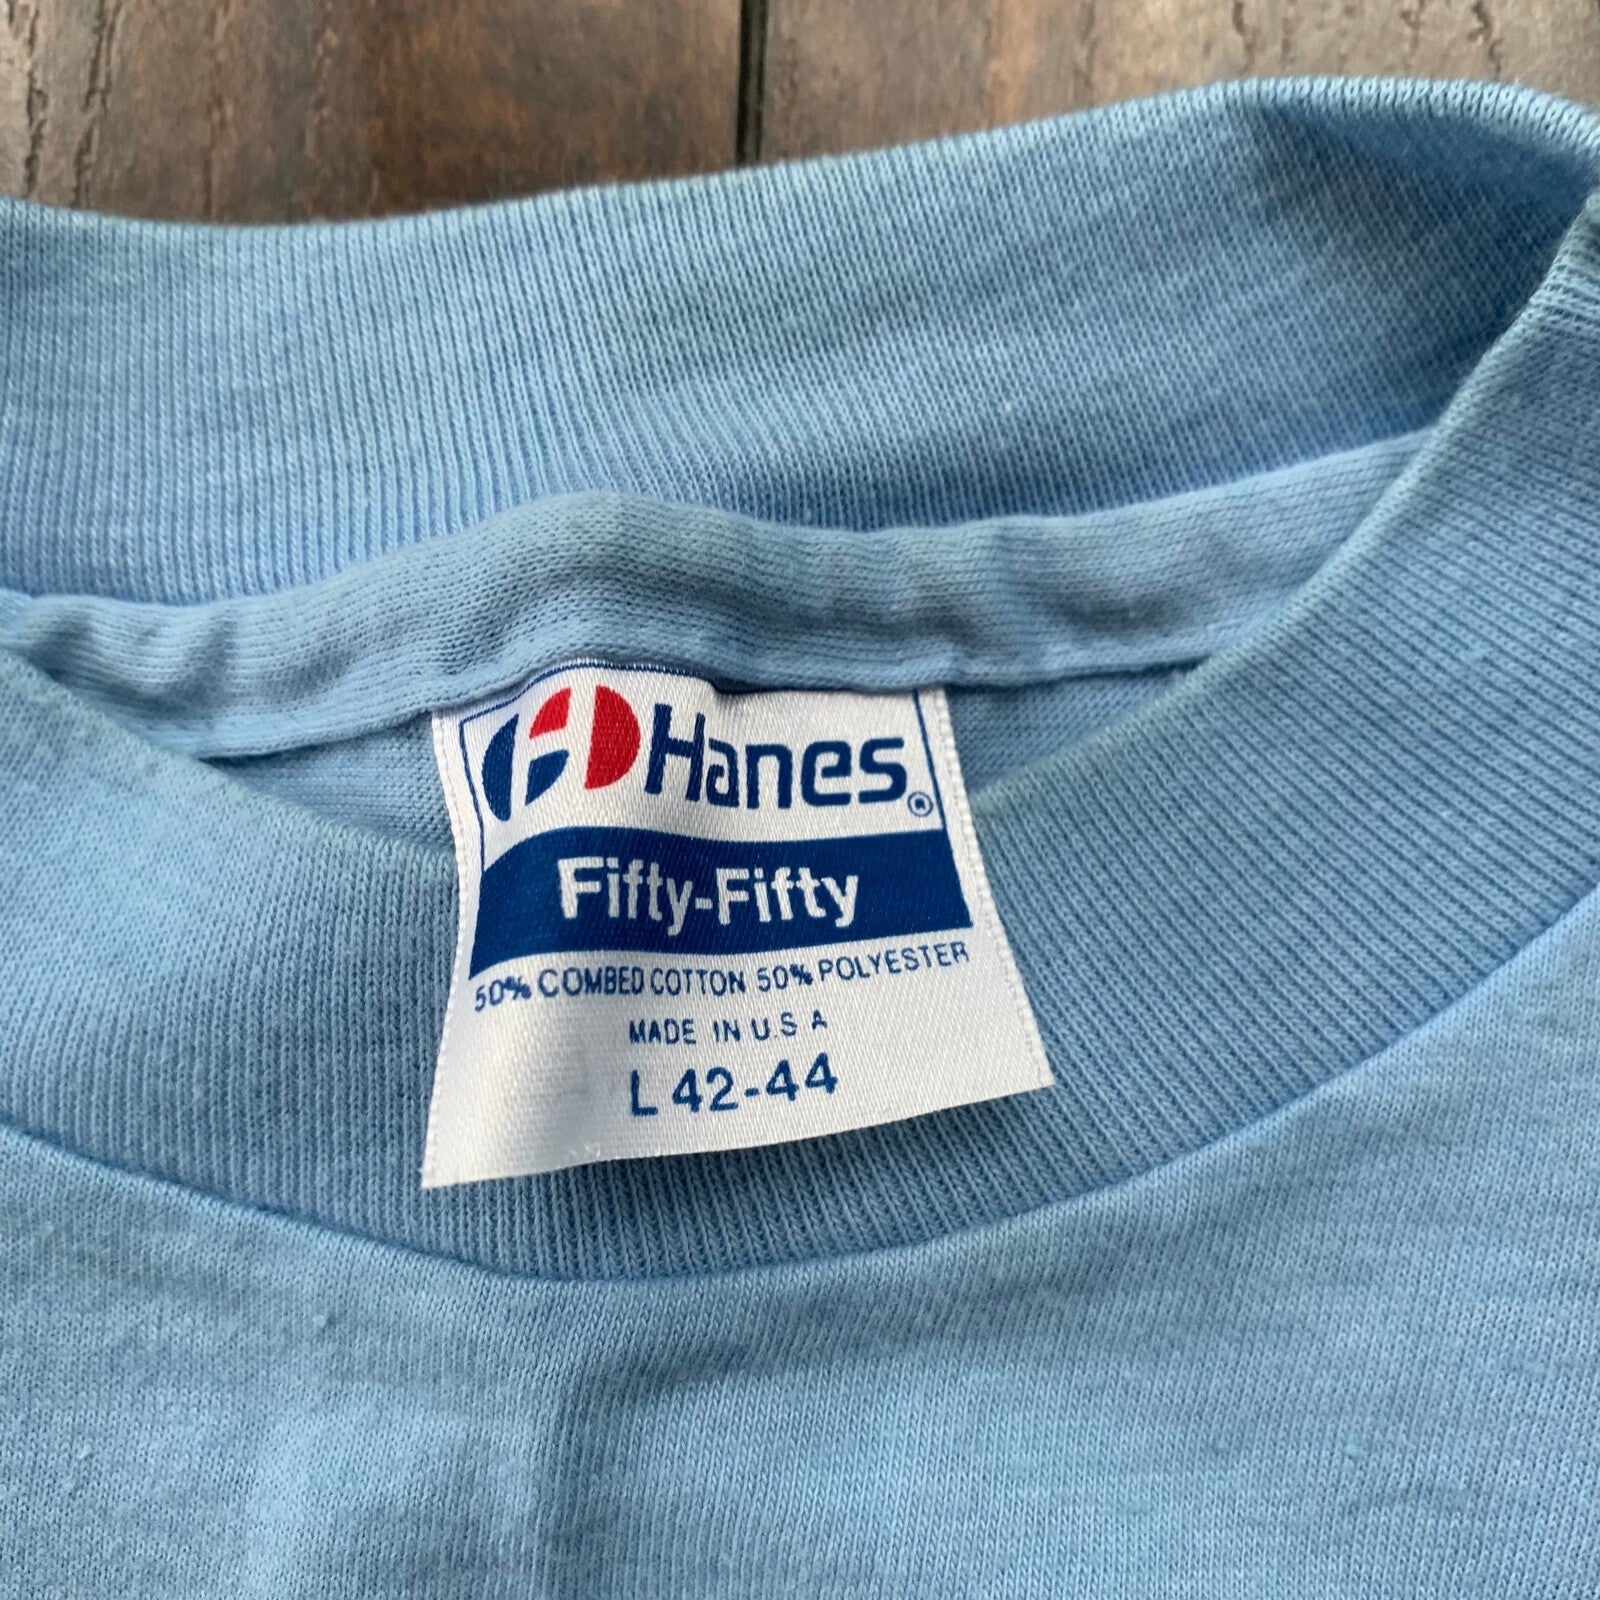 Hanes®
Fifty-Fifty
50% COMBED COTTON 50% POLYESTER
MADE IN U.S A
L 42-44